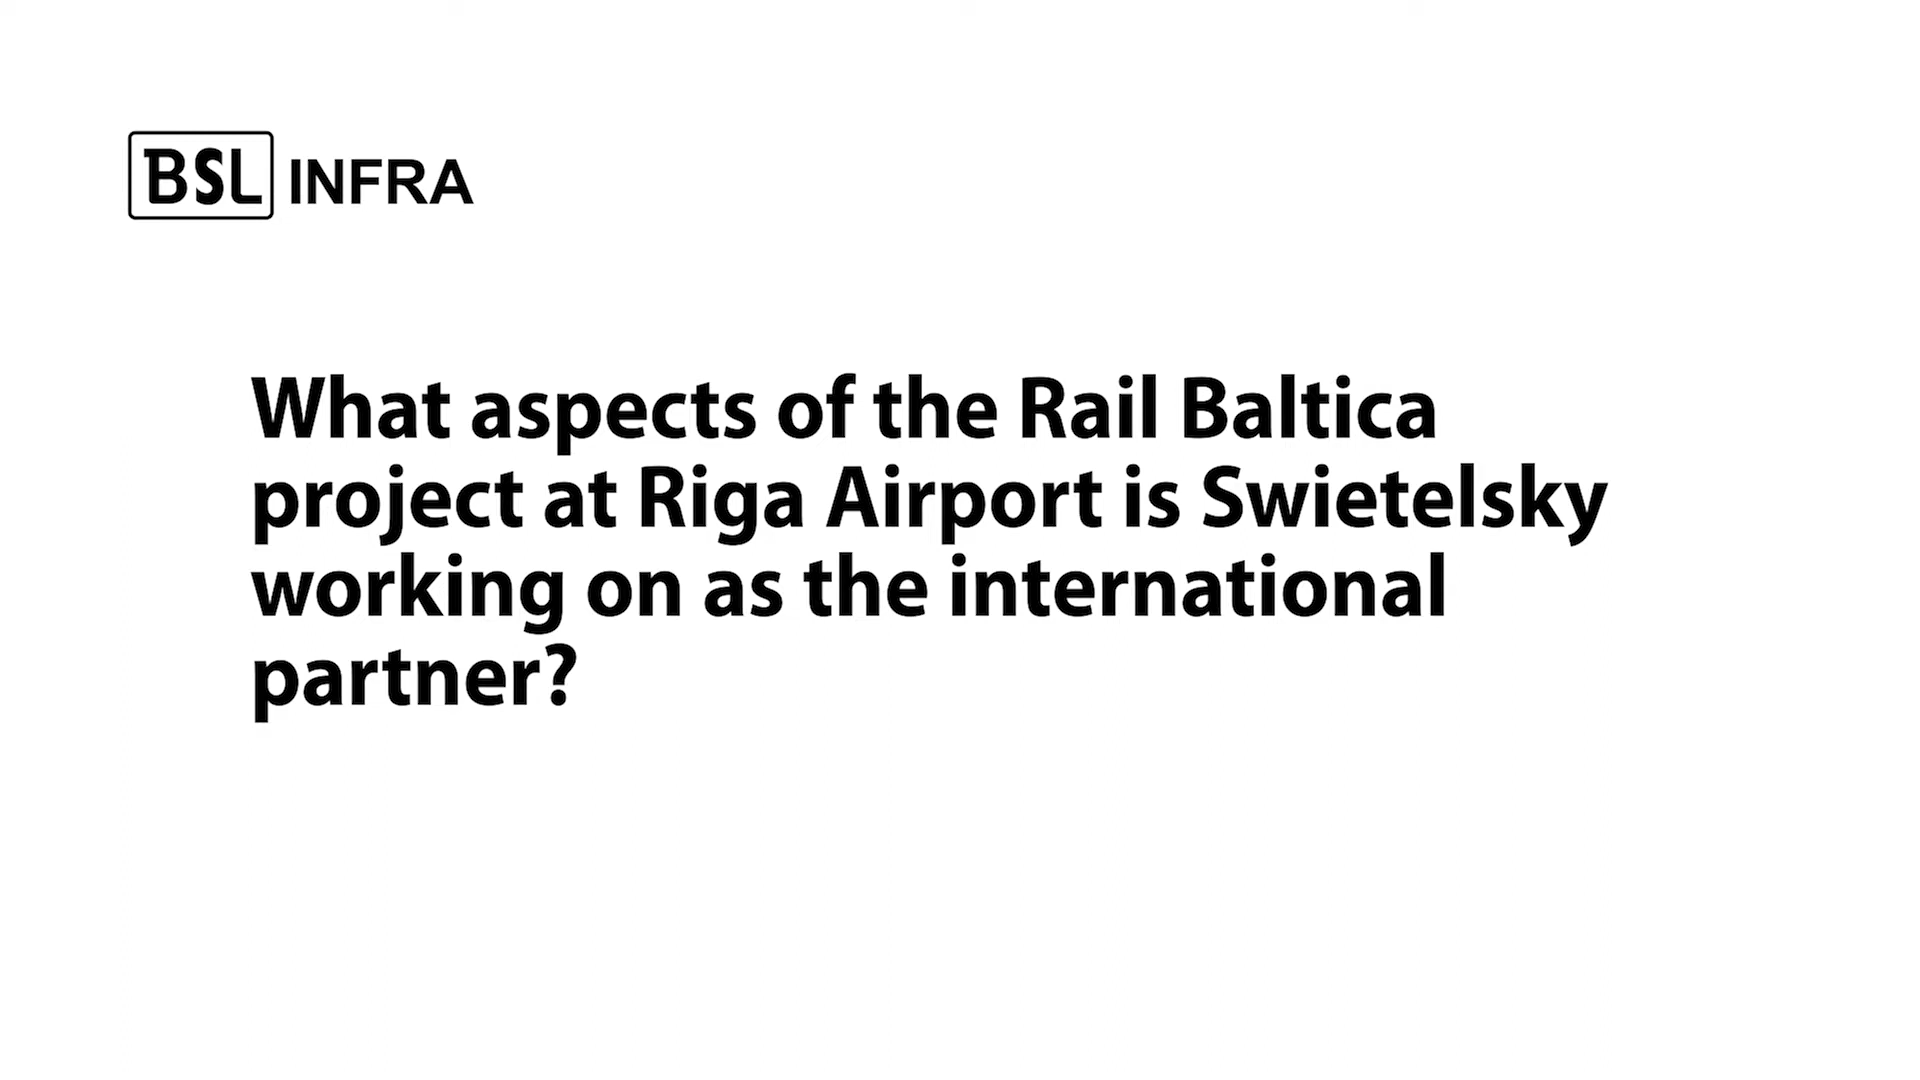 BSL INFRA
What aspects of the Rail Baltica
project at Riga Airport is Swietelsky
working on as the international
partner?